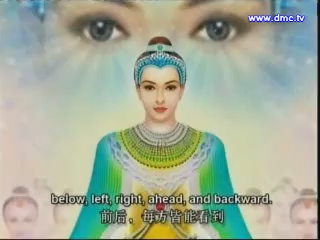 www.dmc.tv
below, left, right, ahead, and backward.
前后，每方皆能看到